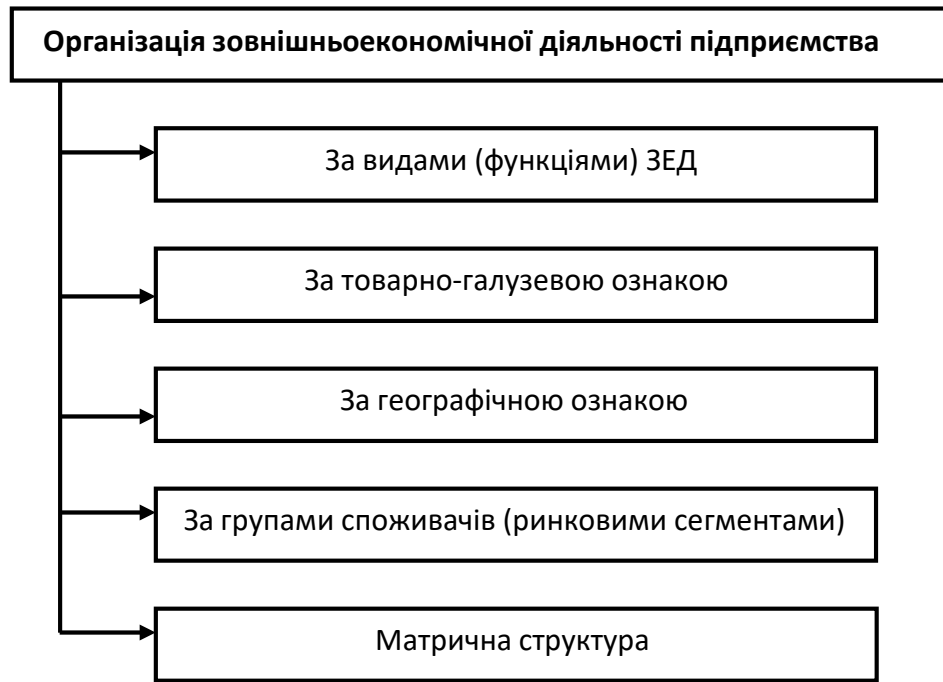 Організація зовнішньоекономічної діяльності підприємства
За видами (функціями) ЗЕД
За товарно-галузевою ознакою
За географічною ознакою
За групами споживачів (ринковими сегментами)
Матрична структура